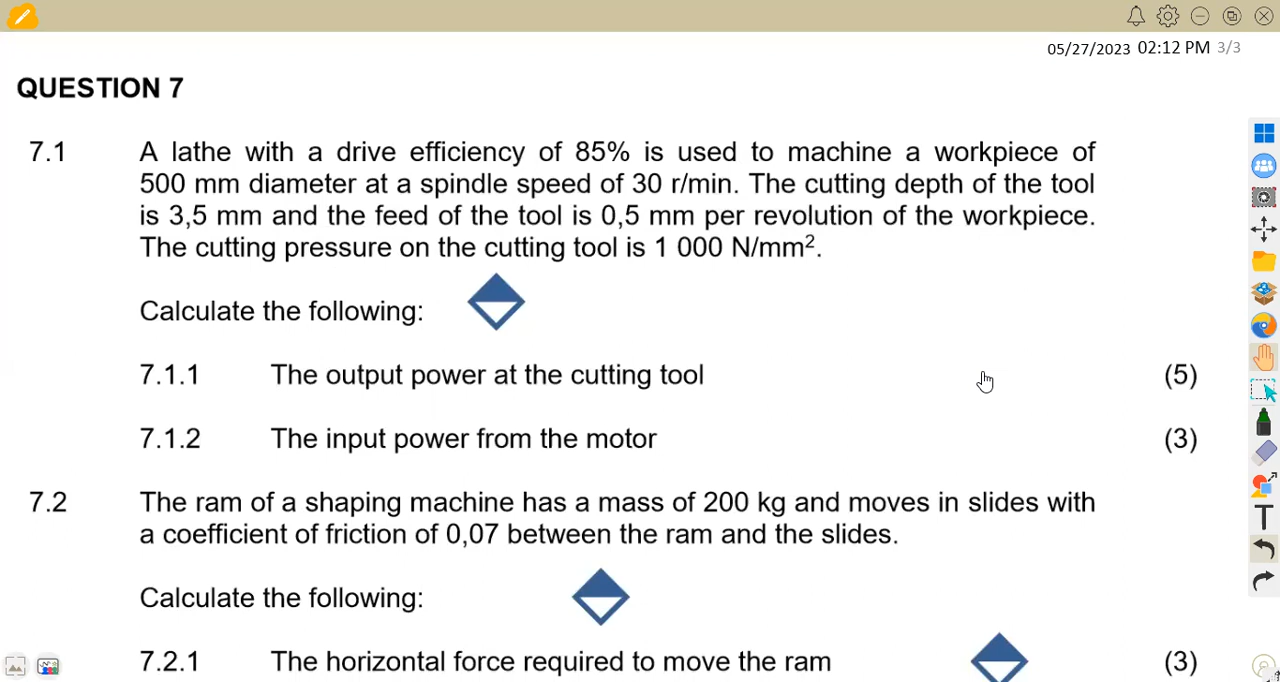 05/27/2023 02:12 PM 3/3
QUESTION 7
7.1 A lathe with a drive efficiency of 85% is used to machine a workpiece of
500 mm diameter at a spindle speed of 30 r/min. The cutting depth of the tool
is 3,5 mm and the feed of the tool is 0,5 mm per revolution of the workpiece.
The cutting pressure on the cutting tool is 1 000 N/mm².
Calculate the following:
7.1.1 The output power at the cutting tool (5)
7.1.2 The input power from the motor (3)
7.2 The ram of a shaping machine has a mass of 200 kg and moves in slides with
a coefficient of friction of 0,07 between the ram and the slides.
Calculate the following:
7.2.1 The horizontal force required to move the ram (3)